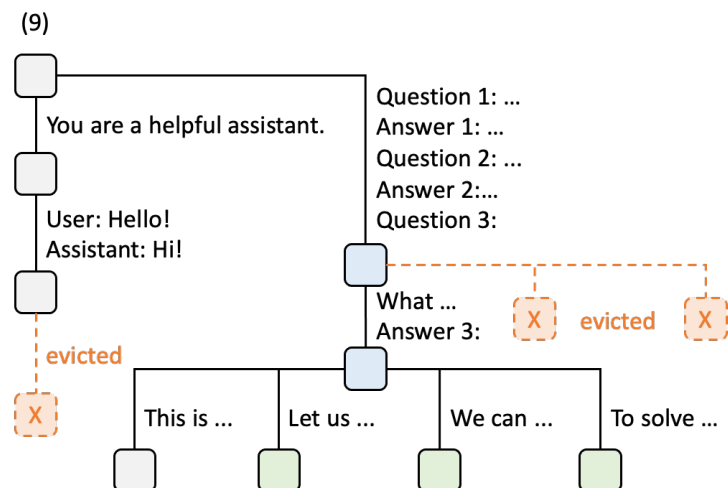 (9)
You are a helpful assistant.
Question 1: ...
Answer 1: ...
Question 2: ...
Answer 2:...
Question 3:
User: Hello!
Assistant: Hi!
What ...
Answer 3:
X
evicted
X
evicted
X
This is ...
Let us ...
We can ...
To solve ...